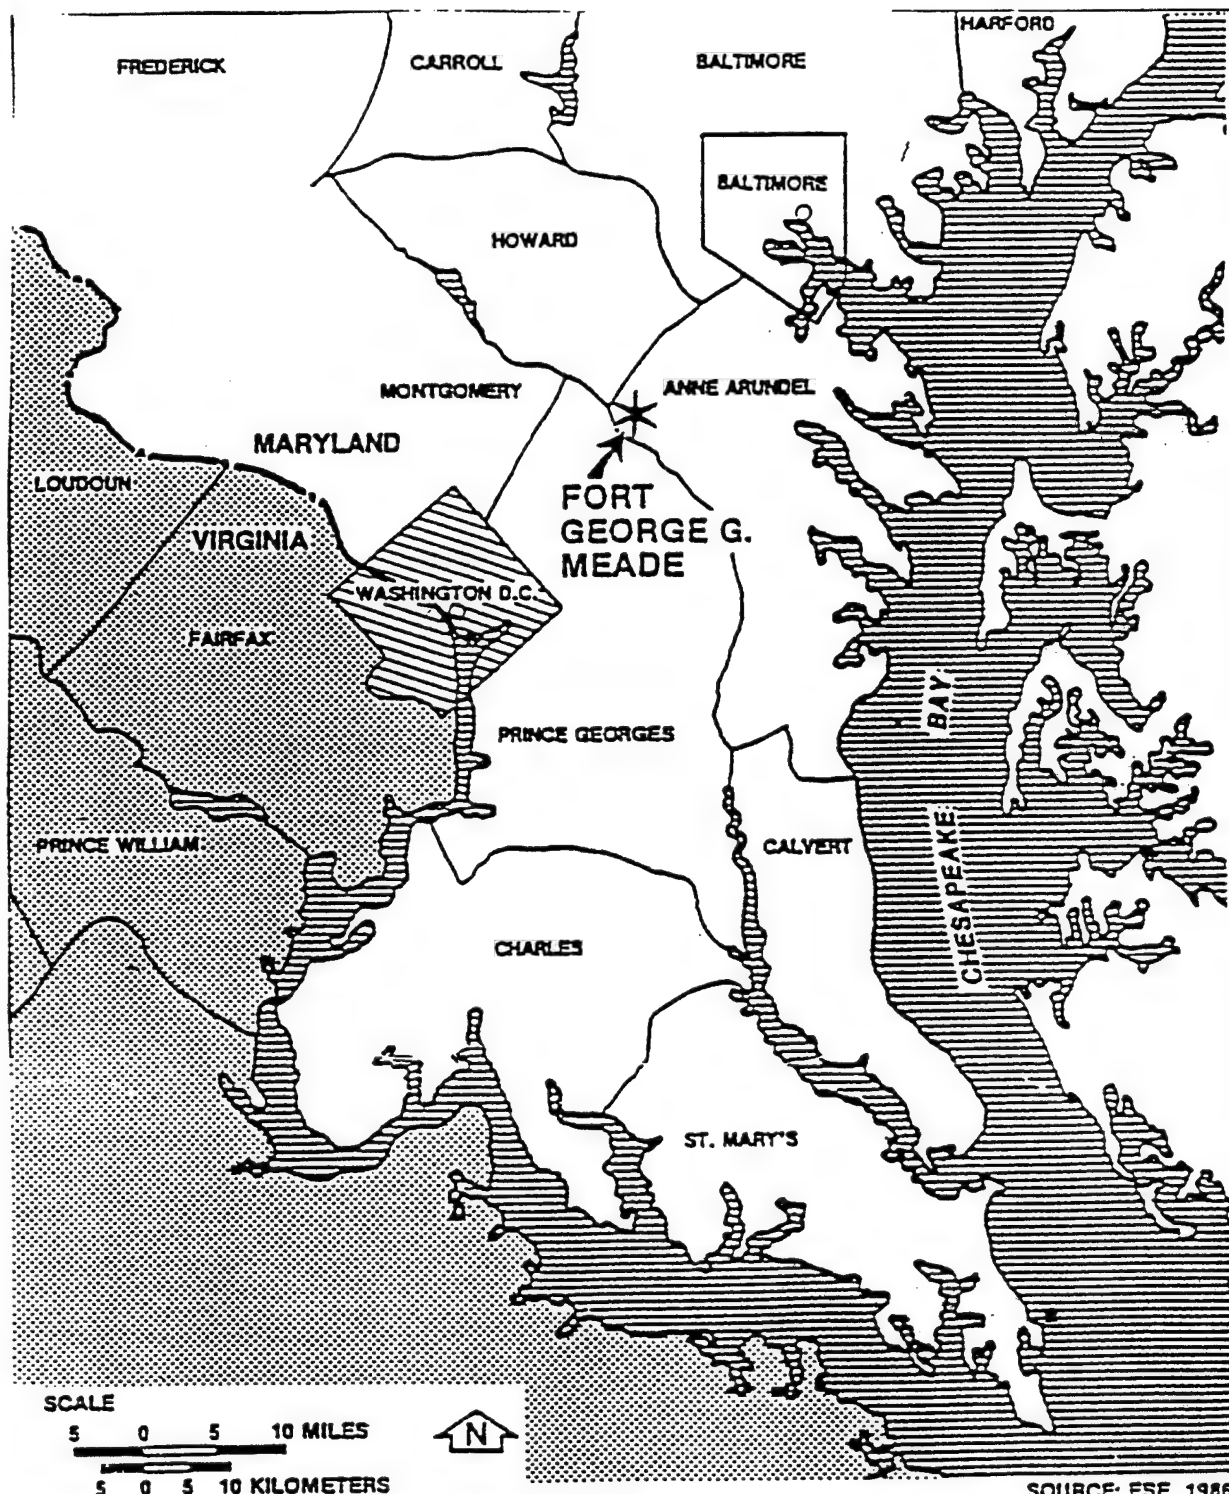 HARFORD
FREDERICK
CARROLL
BALTIMORE
BALTIMORE
HOWARD
MONTGOMERY
ANNE ARUNDEL
MARYLAND
LOUDOUN
FORT
GEORGE G.
MEADE
VIRGINIA
WASHINGTON D.C.
FAIRFAX
PRINCE GEORGES
CHESAPEAKE BAY
PRINCE WILLIAM
CALVERT
CHARLES
ST. MARY'S
SCALE
5 0 5 10 MILES
5 0 5 10 KILOMETERS
N
SOURCE: ESE,